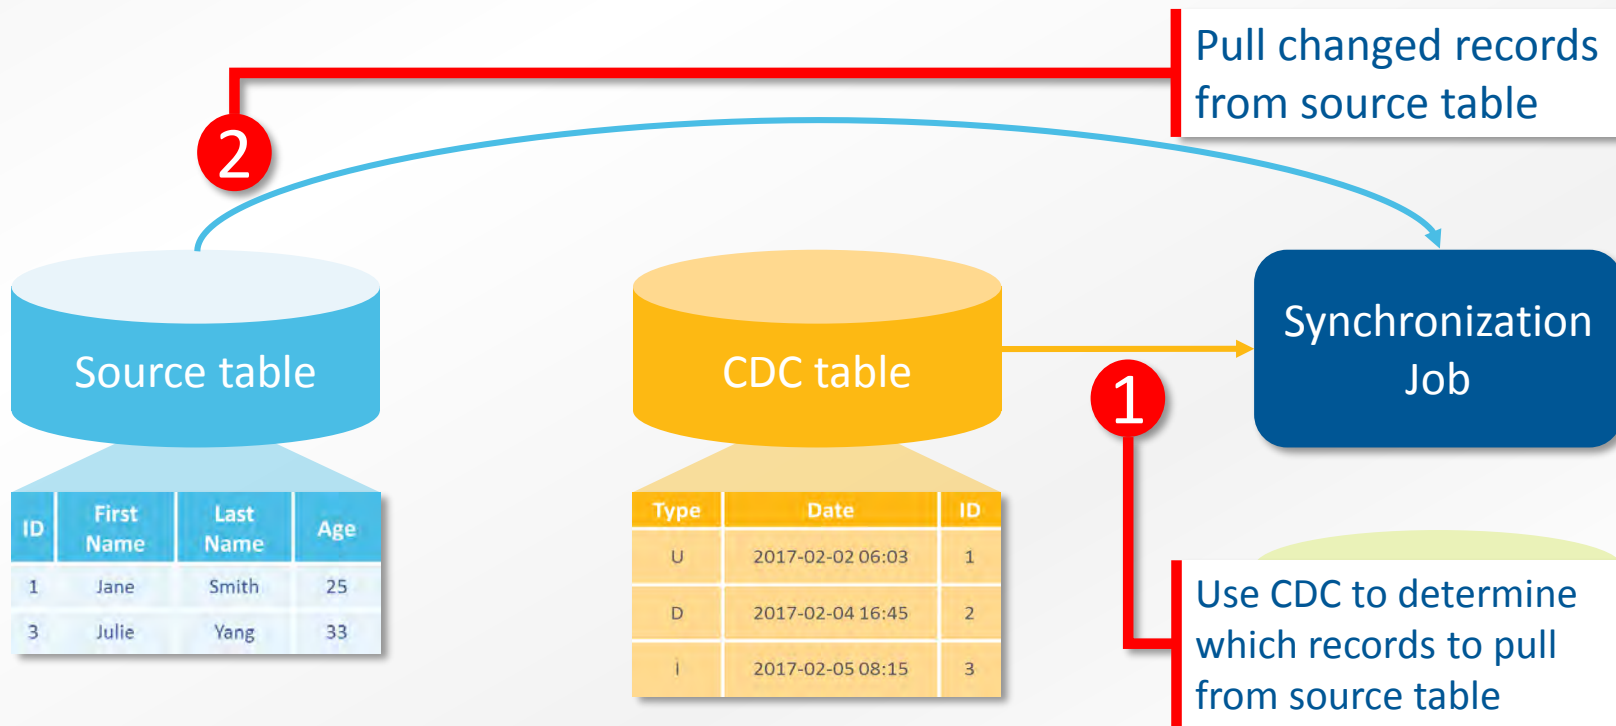 Pull changed records
from source table
2
Source table
CDC table
1
Synchronization
Job
ID First Name Last Name Age
1 Jane Smith 25
3 Julie Yang 33
Type Date ID
U 2017-02-02 06:03 1
D 2017-02-04 16:45 2
I 2017-02-05 08:15 3
Use CDC to determine
which records to pull
from source table